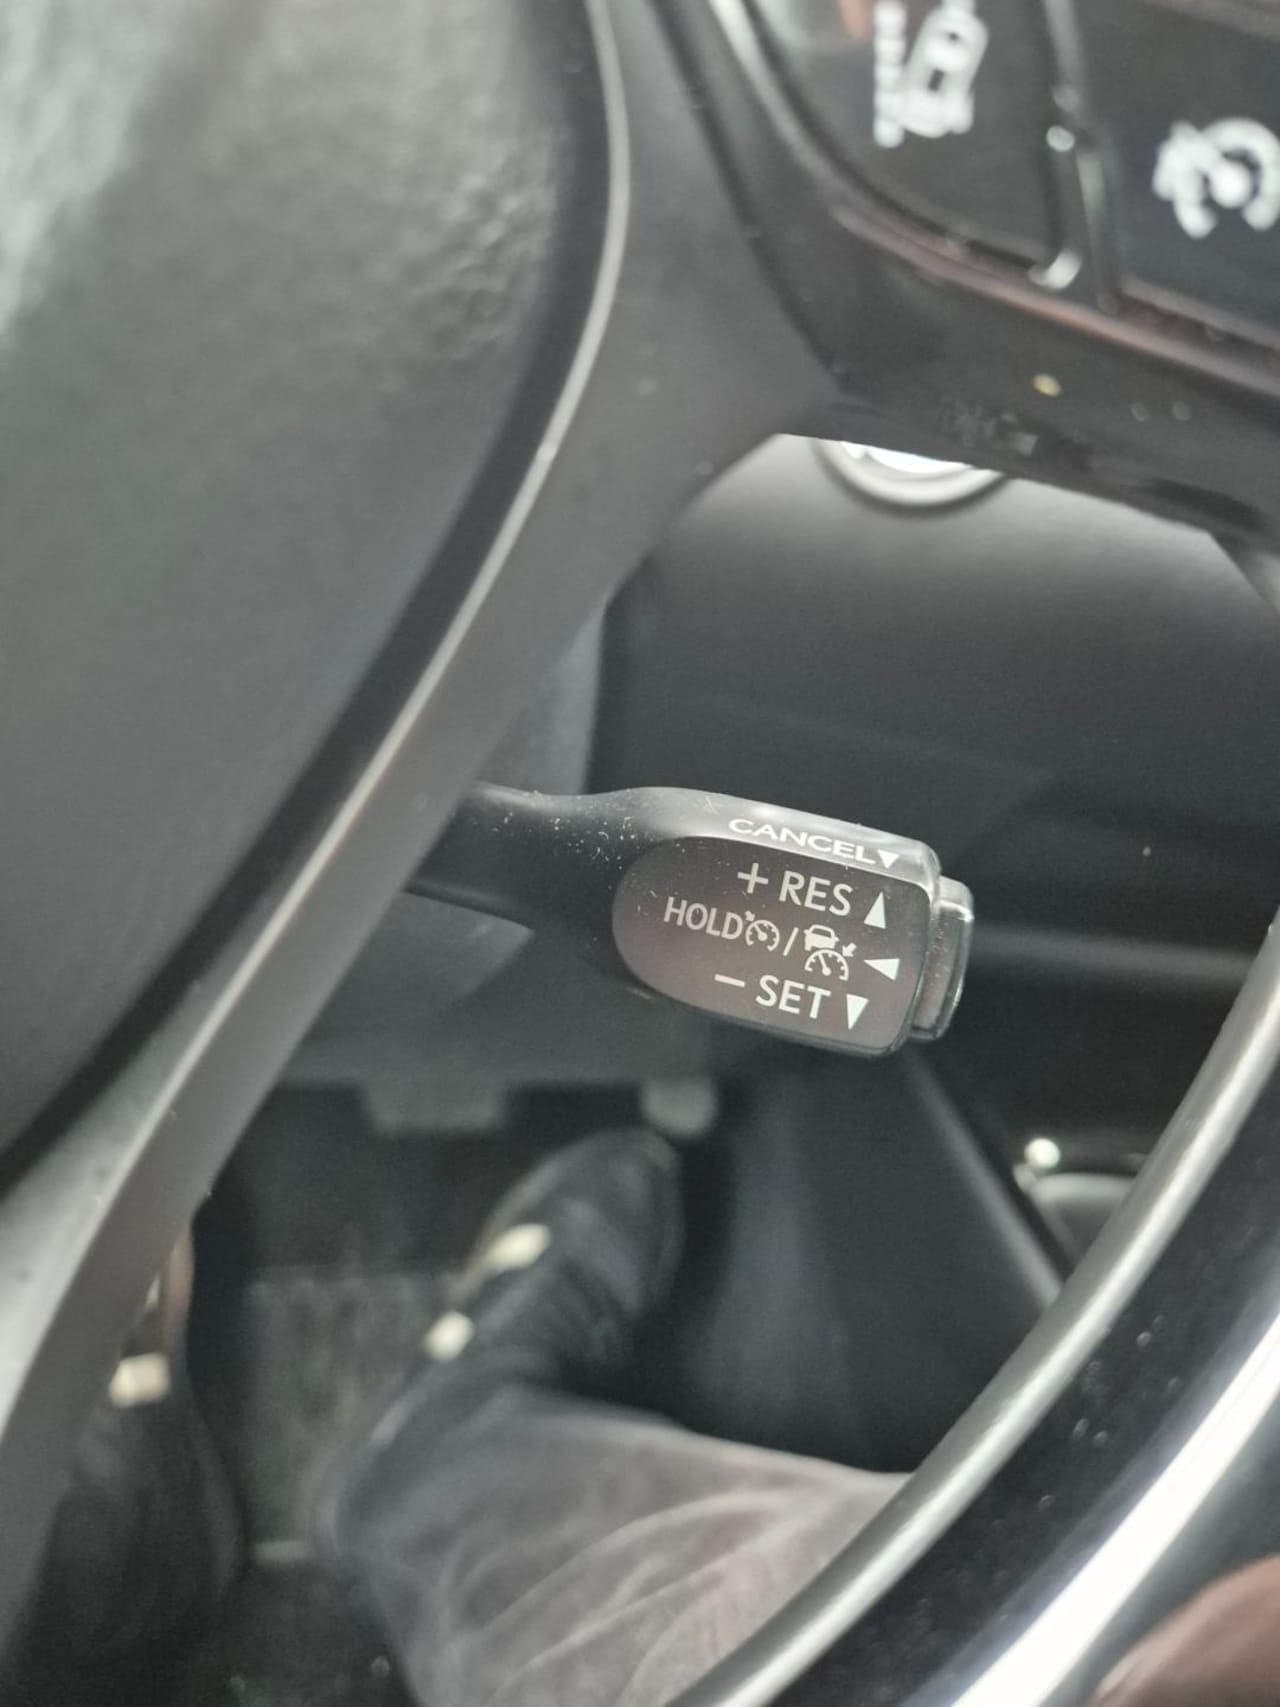 CANCEL▼
+ RES ▲
HOLD / ◀
− SET ▼